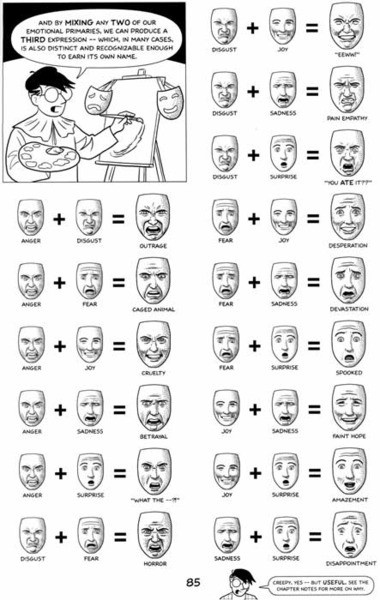 AND BY MIXING ANY TWO OF OUR
EMOTIONAL PRIMARIES, WE CAN PRODUCE A
THIRD EXPRESSION -- WHICH, IN MANY CASES,
IS ALSO DISTINCT AND RECOGNIZABLE ENOUGH
TO EARN ITS OWN NAME.
ANGER + DISGUST = OUTRAGE
ANGER + FEAR = CAGED ANIMAL
ANGER + JOY = CRUELTY
ANGER + SADNESS = BETRAYAL
ANGER + SURPRISE = "WHAT THE --!?"
DISGUST + FEAR = HORROR
DISGUST + JOY = "EEWW!"
DISGUST + SADNESS = PAIN EMPATHY
DISGUST + SURPRISE = "YOU ATE IT??"
FEAR + JOY = DESPERATION
FEAR + SADNESS = DEVASTATION
FEAR + SURPRISE = SPOOKED
JOY + SADNESS = FAINT HOPE
JOY + SURPRISE = AMAZEMENT
SADNESS + SURPRISE = DISAPPOINTMENT
85
CREEPY, YES -- BUT USEFUL. SEE THE
CHAPTER NOTES FOR MORE ON WHY.